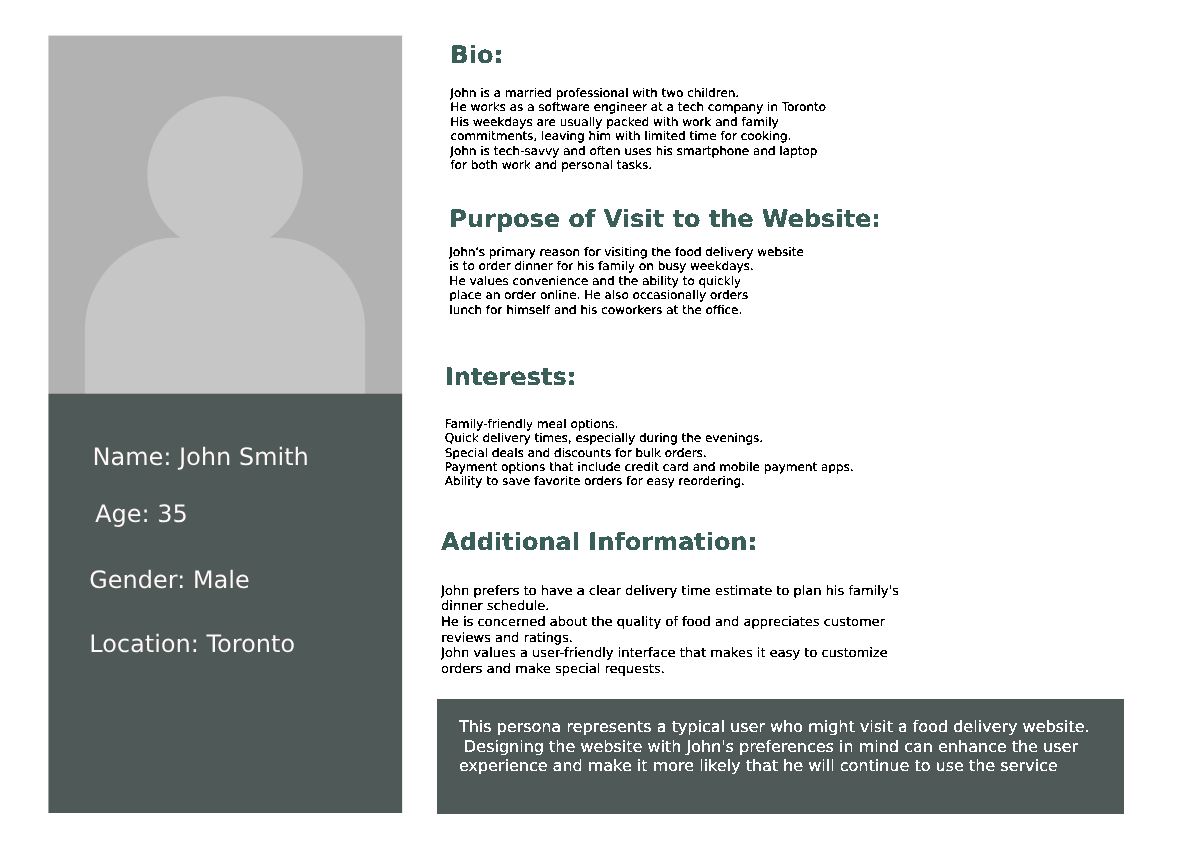 Name: John Smith
Age: 35
Gender: Male
Location: Toronto
Bio:
John is a married professional with two children.
He works as a software engineer at a tech company in Toronto
His weekdays are usually packed with work and family
commitments, leaving him with limited time for cooking.
John is tech-savvy and often uses his smartphone and laptop
for both work and personal tasks.
Purpose of Visit to the Website:
John's primary reason for visiting the food delivery website
is to order dinner for his family on busy weekdays.
He values convenience and the ability to quickly
place an order online. He also occasionally orders
lunch for himself and his coworkers at the office.
Interests:
Family-friendly meal options.
Quick delivery times, especially during the evenings.
Special deals and discounts for bulk orders.
Payment options that include credit card and mobile payment apps.
Ability to save favorite orders for easy reordering.
Additional Information:
John prefers to have a clear delivery time estimate to plan his family's
dinner schedule.
He is concerned about the quality of food and appreciates customer
reviews and ratings.
John values a user-friendly interface that makes it easy to customize
orders and make special requests.
This persona represents a typical user who might visit a food delivery website.
Designing the website with John's preferences in mind can enhance the user
experience and make it more likely that he will continue to use the service